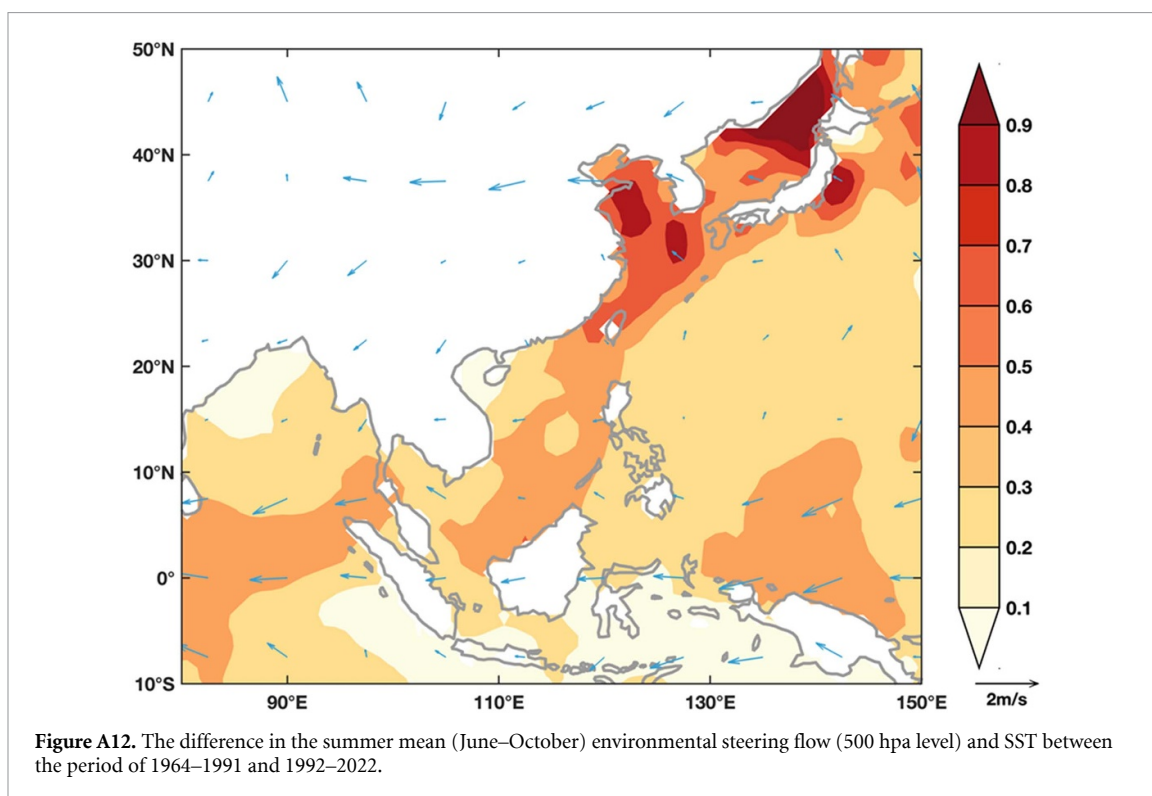 50°N
40°N
30°N
20°N
10°N
0°
10°S
90°E
110°E
130°E
150°E
0.9
0.8
0.7
0.6
0.5
0.4
0.3
0.2
0.1
2m/s
Figure A12. The difference in the summer mean (June–October) environmental steering flow (500 hpa level) and SST between
the period of 1964–1991 and 1992–2022.